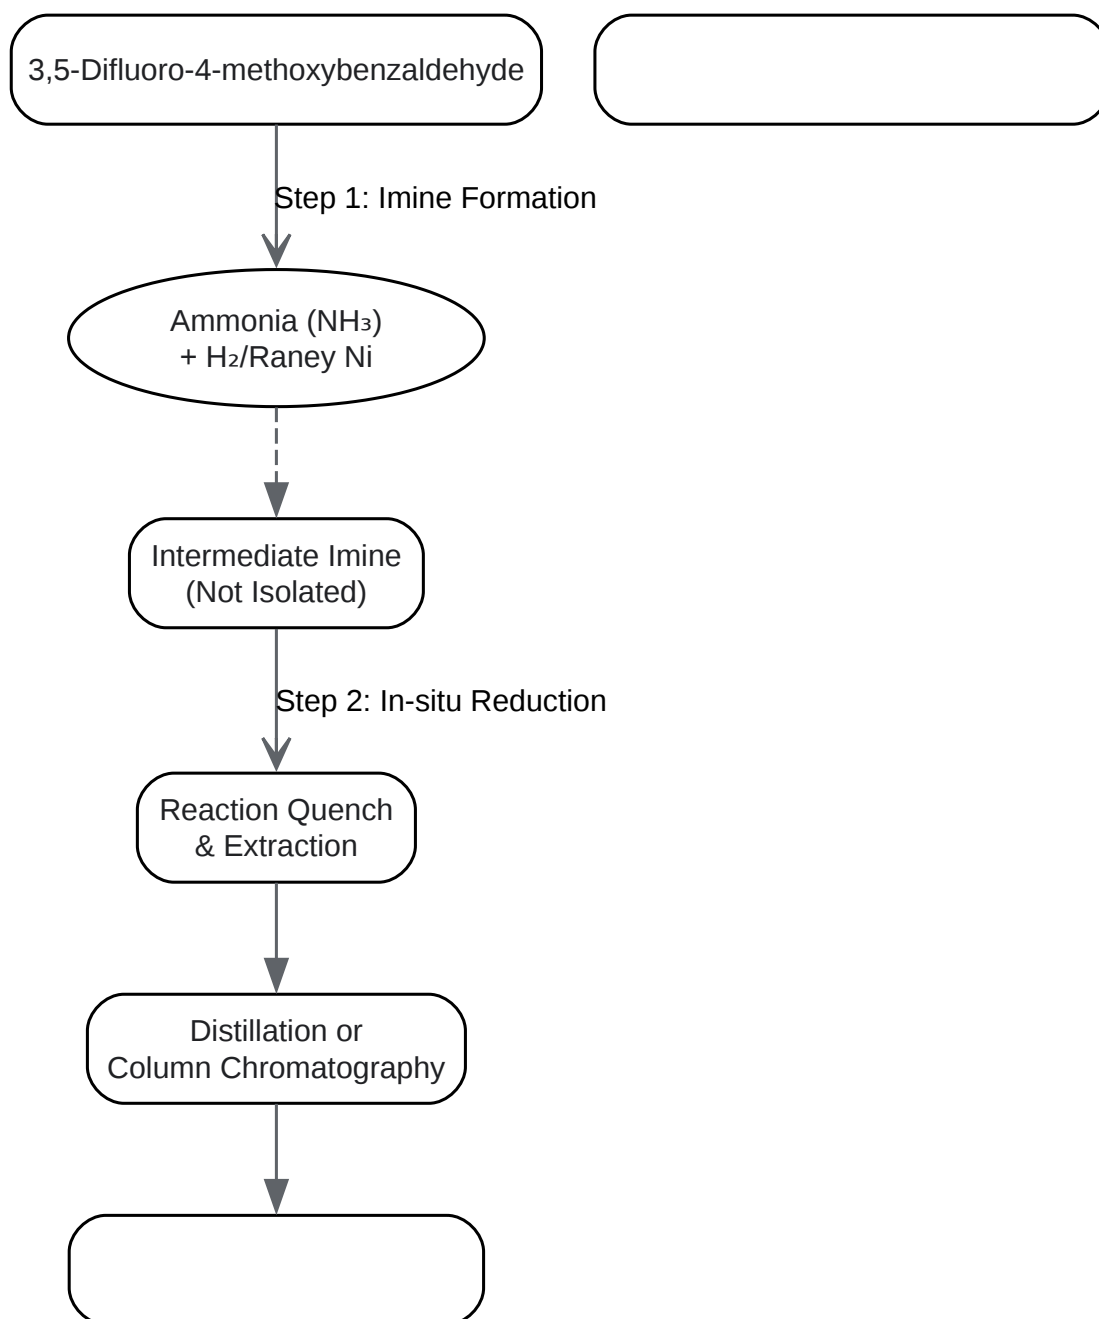 3,5-Difluoro-4-methoxybenzaldehyde
Step 1: Imine Formation
Ammonia (NH₃)
+ H₂/Raney Ni
Intermediate Imine
(Not Isolated)
Step 2: In-situ Reduction
Reaction Quench
& Extraction
Distillation or
Column Chromatography